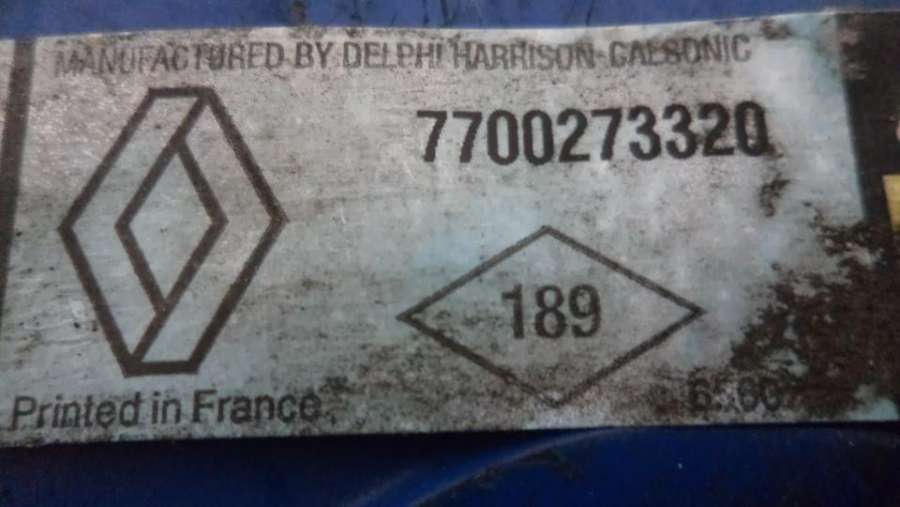 MANUFACTURED BY DELPHI HARRISON-CALSONIC
7700273320
189
Printed in France